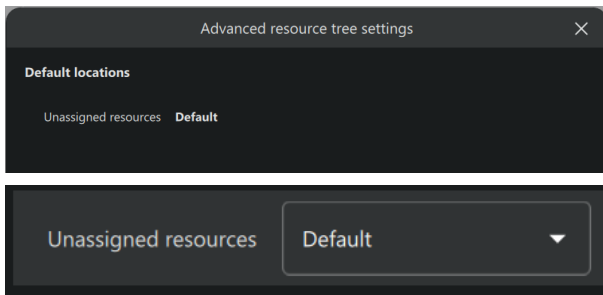 Advanced resource tree settings
Default locations
Unassigned resources Default
Unassigned resources Default